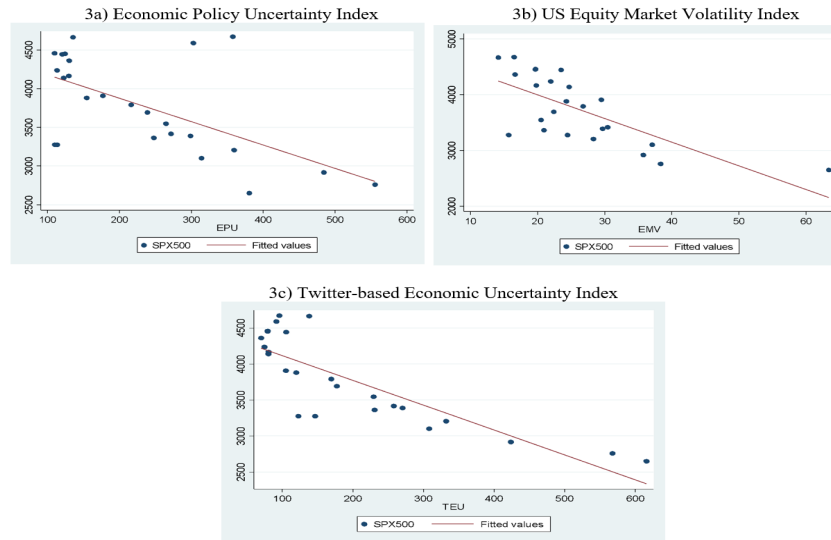 3a) Economic Policy Uncertainty Index
4500
4000
3500
3000
2500
100 200 300 400 500 600
EPU
SPX500 Fitted values
3b) US Equity Market Volatility Index
5000
4000
3000
2000
10 20 30 40 50 60
EMV
SPX500 Fitted values
3c) Twitter-based Economic Uncertainty Index
4500
4000
3500
3000
2500
100 200 300 400 500 600
TEU
SPX500 Fitted values